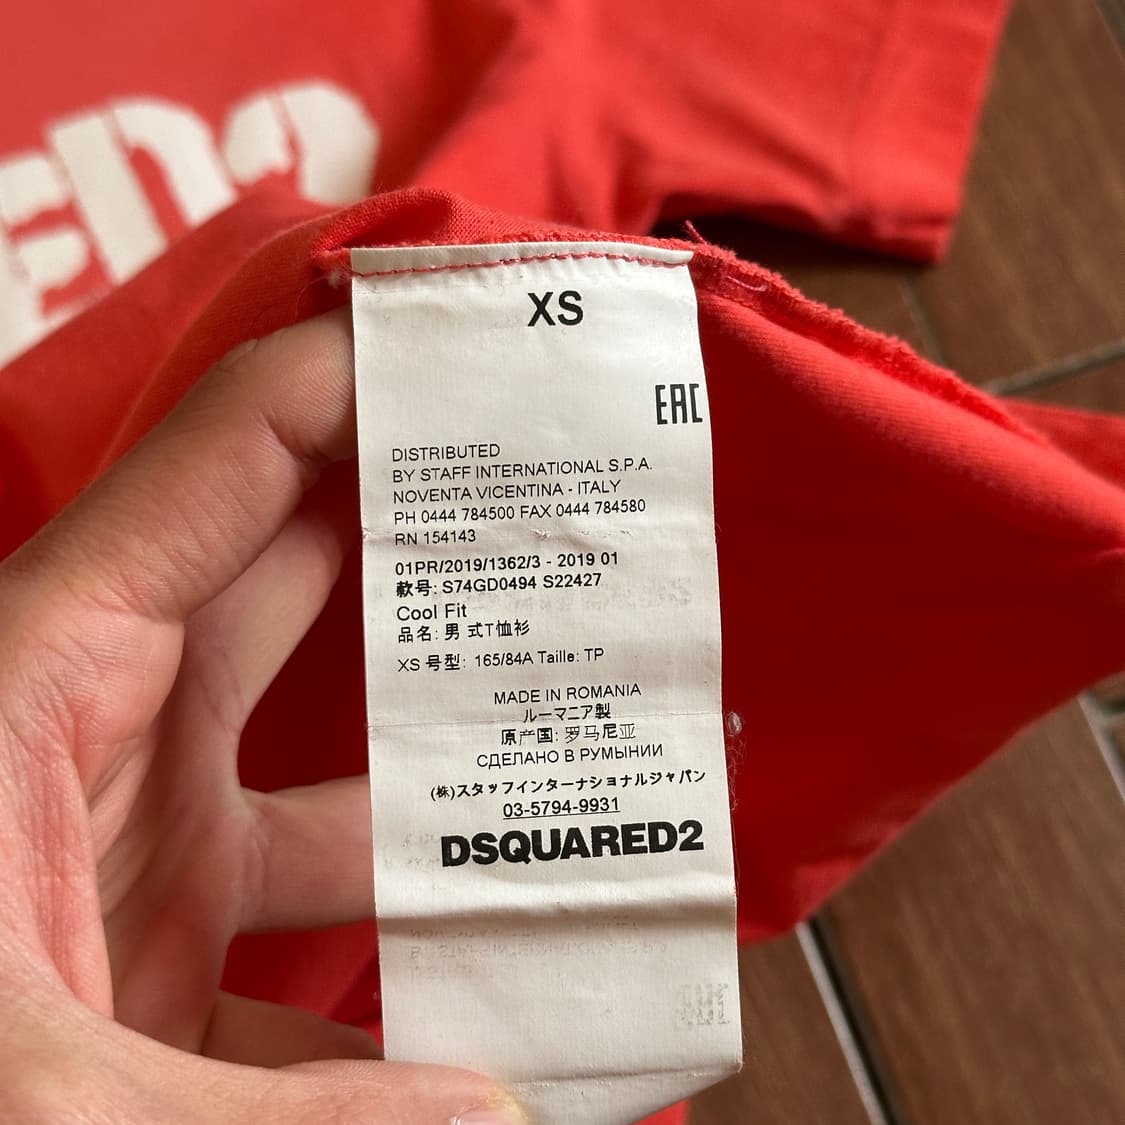 ED2
XS
EAC
DISTRIBUTED
BY STAFF INTERNATIONAL S.P.A.
NOVENTA VICENTINA - ITALY
PH 0444 784500 FAX 0444 784580
RN 154143
01PR/2019/1362/3 - 2019 01
款号: S74GD0494 S22427
Cool Fit
品名: 男 式T恤衫
XS 号型: 165/84A Taille: TP
MADE IN ROMANIA
ルーマニア製
原产国: 罗马尼亚
СДЕЛАНО В РУМЫНИИ
(株)スタッフインターナショナルジャパン
03-5794-9931
DSQUARED2